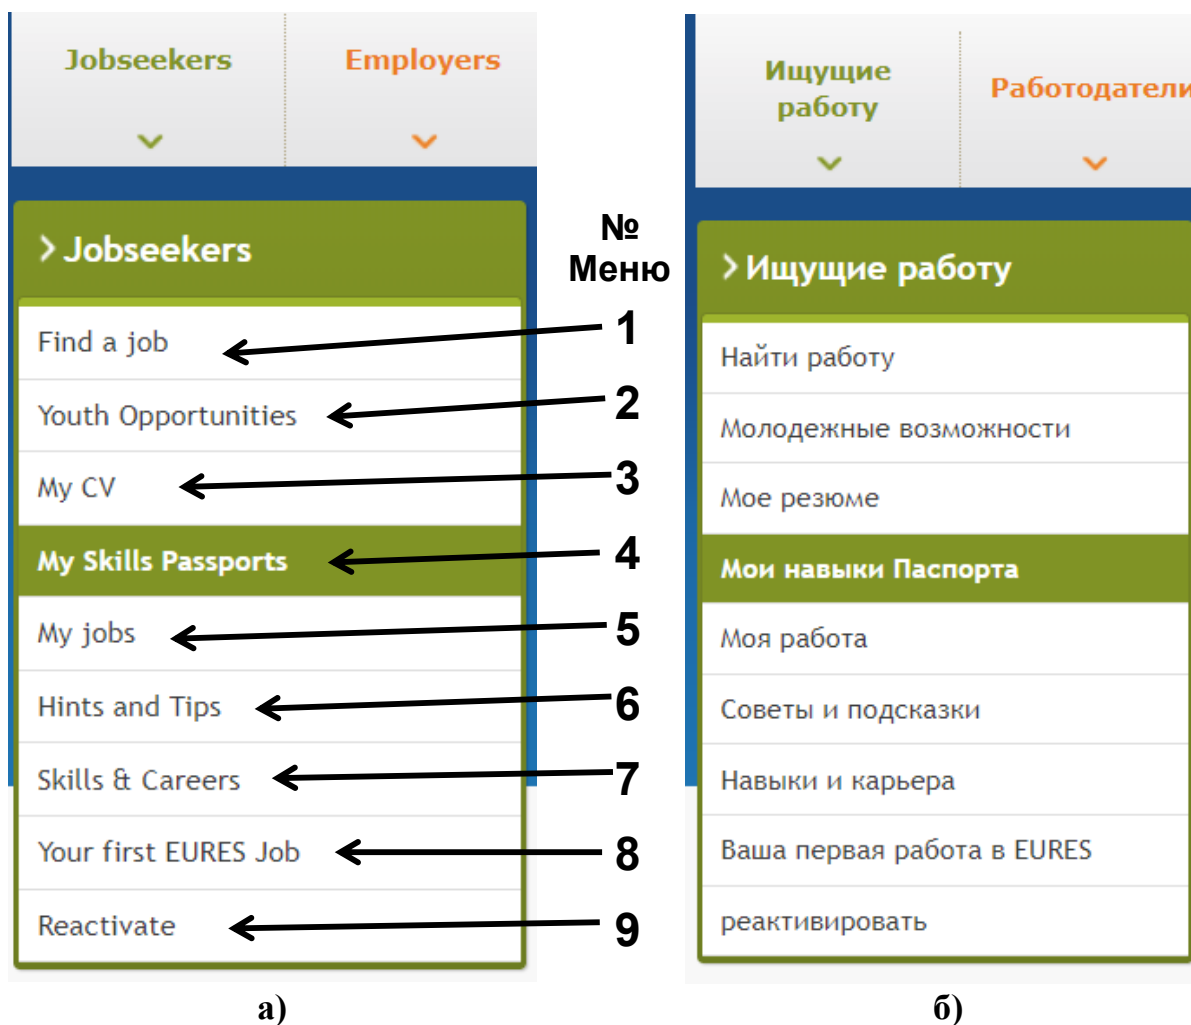 Jobseekers
Employers
Jobseekers
Find a job
Youth Opportunities
My CV
My Skills Passports
My jobs
Hints and Tips
Skills & Careers
Your first EURES Job
Reactivate
а)
№
Меню
1
2
3
4
5
6
7
8
9
Ищущие
работу
Работодатели
Ищущие работу
Найти работу
Молодежные возможности
Мое резюме
Мои навыки Паспорта
Моя работа
Советы и подсказки
Навыки и карьера
Ваша первая работа в EURES
реактивировать
б)